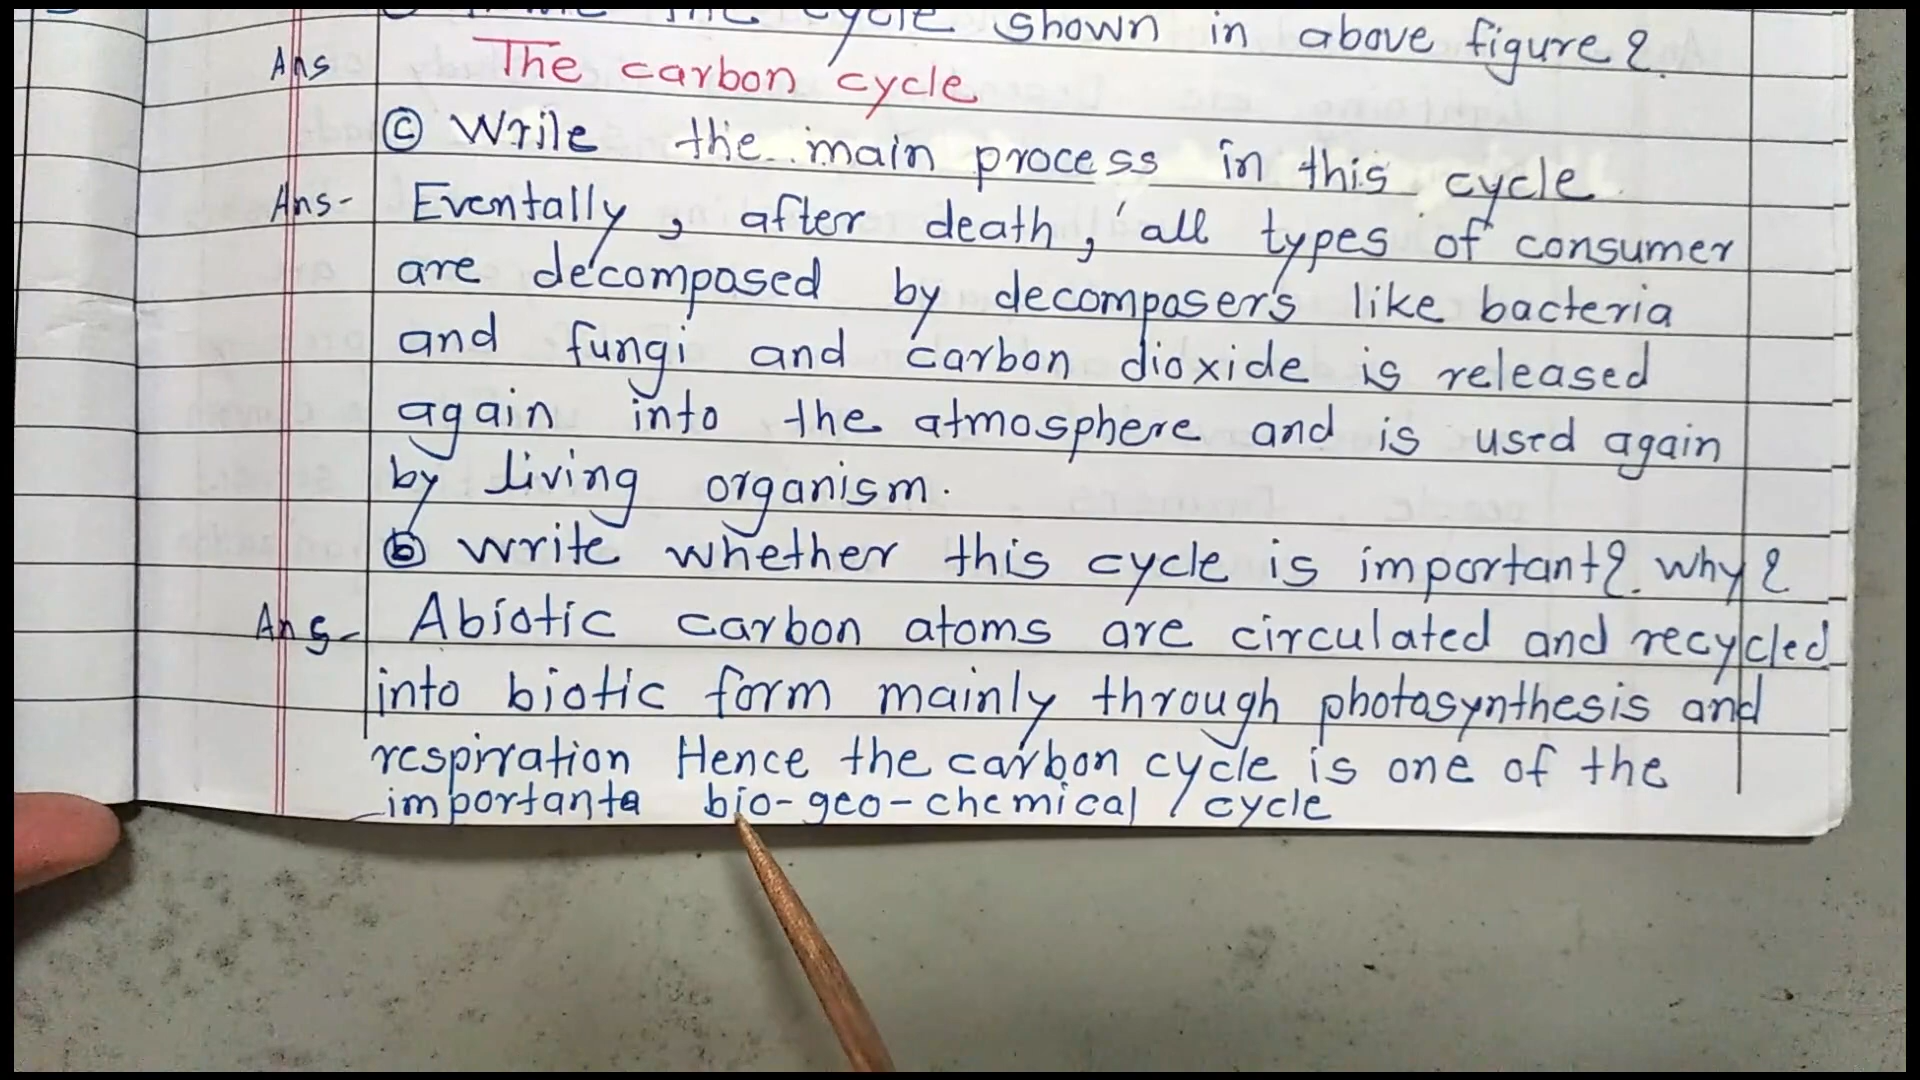 the cycle shown in above figure ?
Ans The carbon cycle
(c) Write the main process in this cycle
Ans- Eventally, after death, all types of consumer
are decomposed by decomposers like bacteria
and fungi and carbon dioxide is released
again into the atmosphere and is used again
by living organism.
(b) Write whether this cycle is important? why?
Ans- Abiotic carbon atoms are circulated and recycled
into biotic form mainly through photosynthesis and
respiration Hence the carbon cycle is one of the
importanta bio-geo-chemical cycle